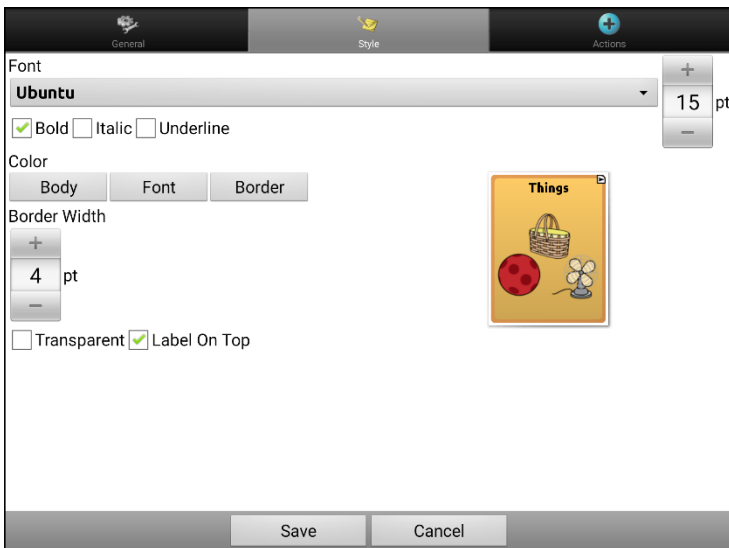 General
Style
Actions
Font
Ubuntu
15 pt
Bold Italic Underline
Color
Body Font Border
Things
Border Width
4 pt
Transparent Label On Top
Save Cancel